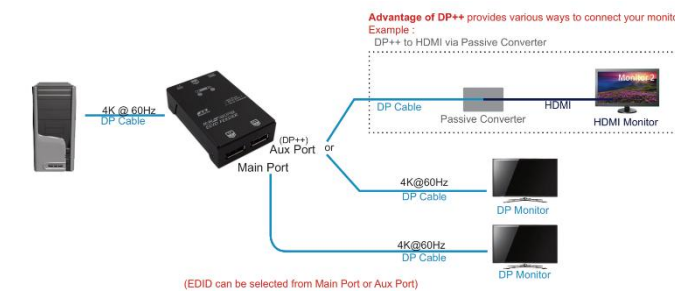 Advantage of DP++ provides various ways to connect your monito
Example :
DP++ to HDMI via Passive Converter
Monitor 2
4K @ 60Hz
DP Cable
DP Cable
HDMI
Passive Converter
HDMI Monitor
(DP++)
Aux Port
or
Main Port
4K@60Hz
DP Cable
DP Monitor
4K@60Hz
DP Cable
DP Monitor
(EDID can be selected from Main Port or Aux Port)